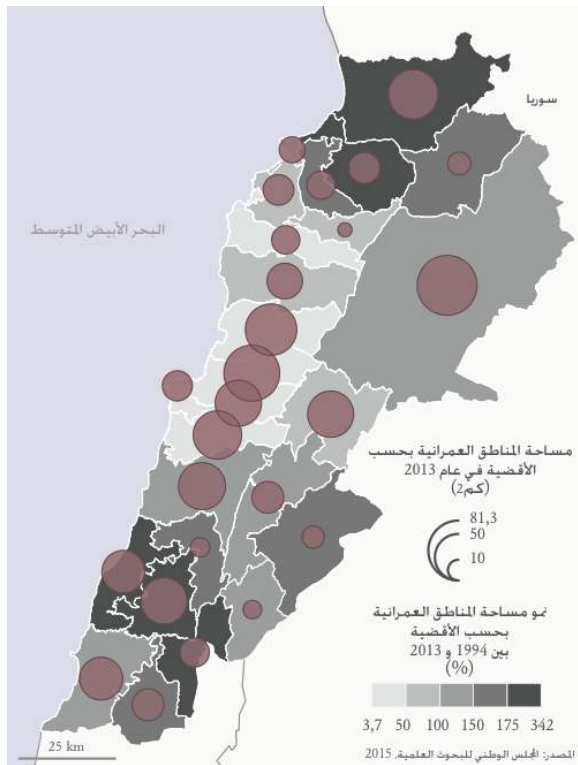 سوريا
البحر الأبيض المتوسط
مساحة المناطق العمرانية بحسب
الأقضية في عام 2013
(كم2)
81,3
50
10
نمو مساحة المناطق العمرانية
بحسب الأقضية
بين 1994 و 2013
(%)
3,7 50 100 150 175 342
25 km
المصدر: المجلس الوطني للبحوث العلمية، 2015